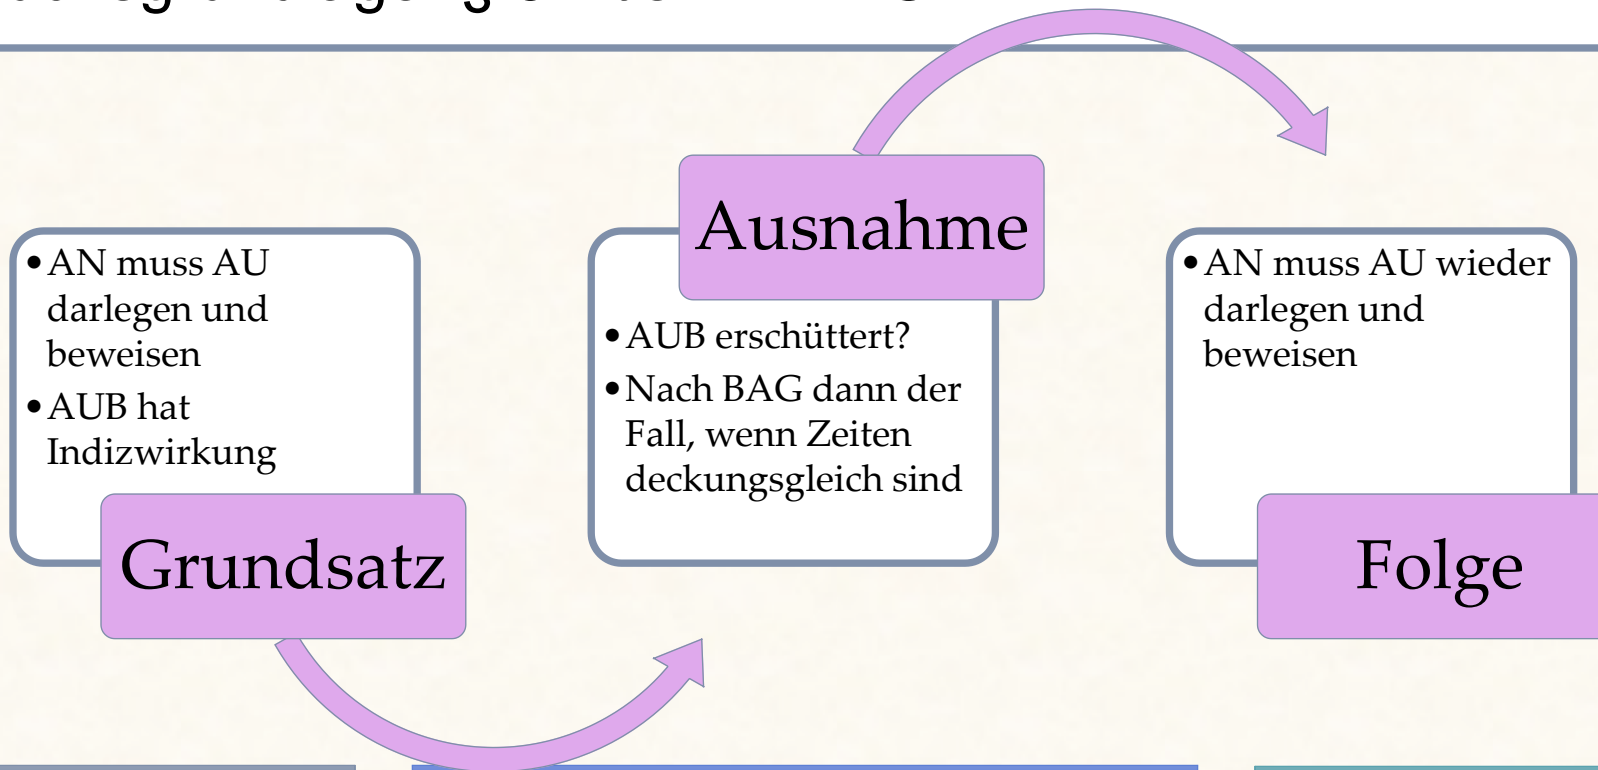 •AN muss AU
darlegen und
beweisen
•AUB hat
Indizwirkung
Grundsatz
Ausnahme
•AUB erschüttert?
•Nach BAG dann der
Fall, wenn Zeiten
deckungsgleich sind
•AN muss AU wieder
darlegen und
beweisen
Folge